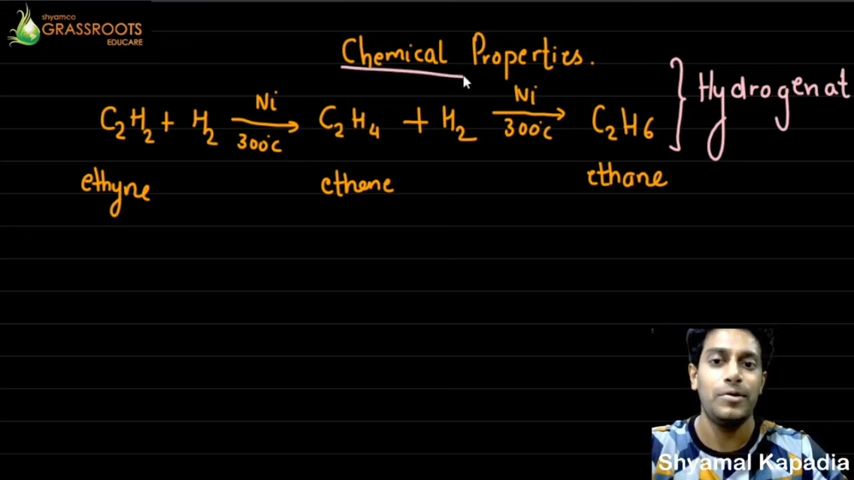 shyamco
GRASSROOTS
EDUCARE
Chemical Properties.
C₂H₂ + H₂ Ni 300°C → C₂H₄ + H₂ Ni 300°C → C₂H₆ } Hydrogenat
ethyne ethene ethane
Shyamal Kapadia